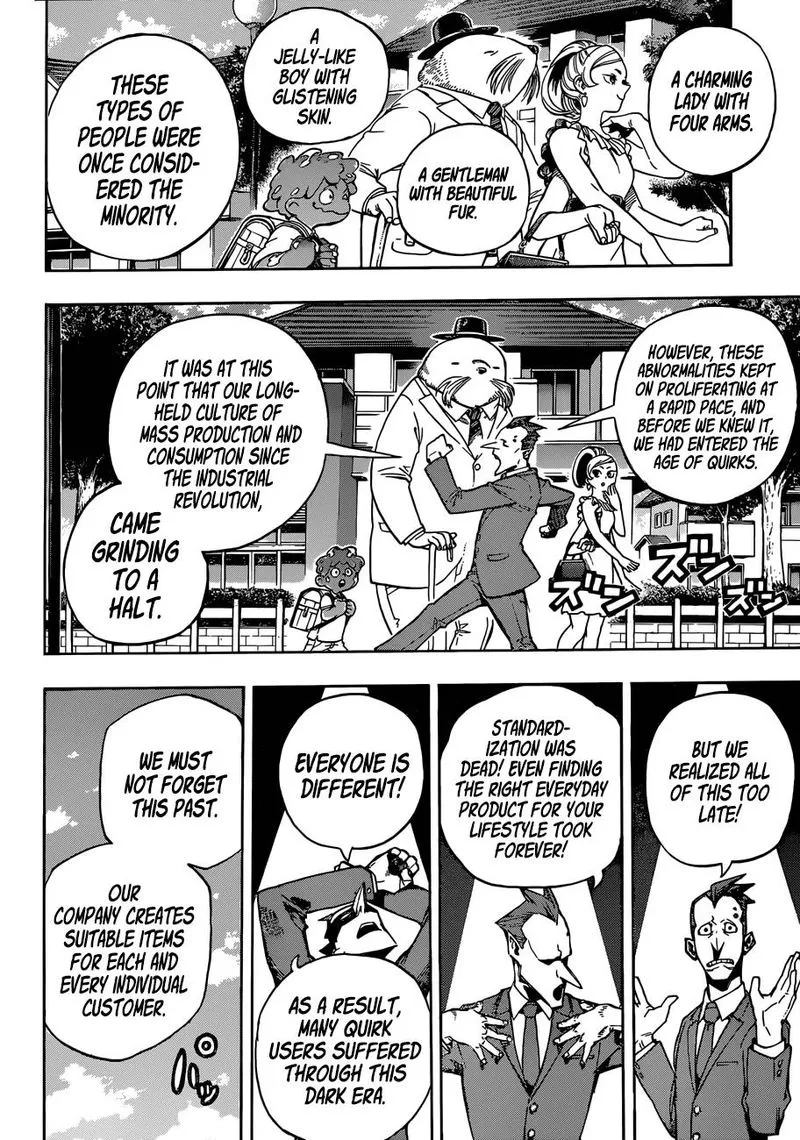 A CHARMING
LADY WITH
FOUR ARMS.
A GENTLEMAN
WITH BEAUTIFUL
FUR.
A
JELLY-LIKE
BOY WITH
GLISTENING
SKIN.
THESE
TYPES OF
PEOPLE WERE
ONCE CONSID-
ERED THE
MINORITY.
HOWEVER, THESE
ABNORMALITIES KEPT
ON PROLIFERATING AT
A RAPID PACE, AND
BEFORE WE KNEW IT,
WE HAD ENTERED THE
AGE OF QUIRKS.
ズン
ズン
ズン
IT WAS AT THIS
POINT THAT OUR LONG-
HELD CULTURE OF
MASS PRODUCTION AND
CONSUMPTION SINCE
THE INDUSTRIAL
REVOLUTION,
CAME
GRINDING
TO A
HALT.
BUT WE
REALIZED ALL
OF THIS TOO
LATE!
STANDARD-
IZATION WAS
DEAD! EVEN FINDING
THE RIGHT EVERYDAY
PRODUCT FOR YOUR
LIFESTYLE TOOK
FOREVER!
EVERYONE IS
DIFFERENT!
AS A RESULT,
MANY QUIRK
USERS SUFFERED
THROUGH THIS
DARK ERA.
WE MUST
NOT FORGET
THIS PAST.
OUR
COMPANY CREATES
SUITABLE ITEMS
FOR EACH AND
EVERY INDIVIDUAL
CUSTOMER.